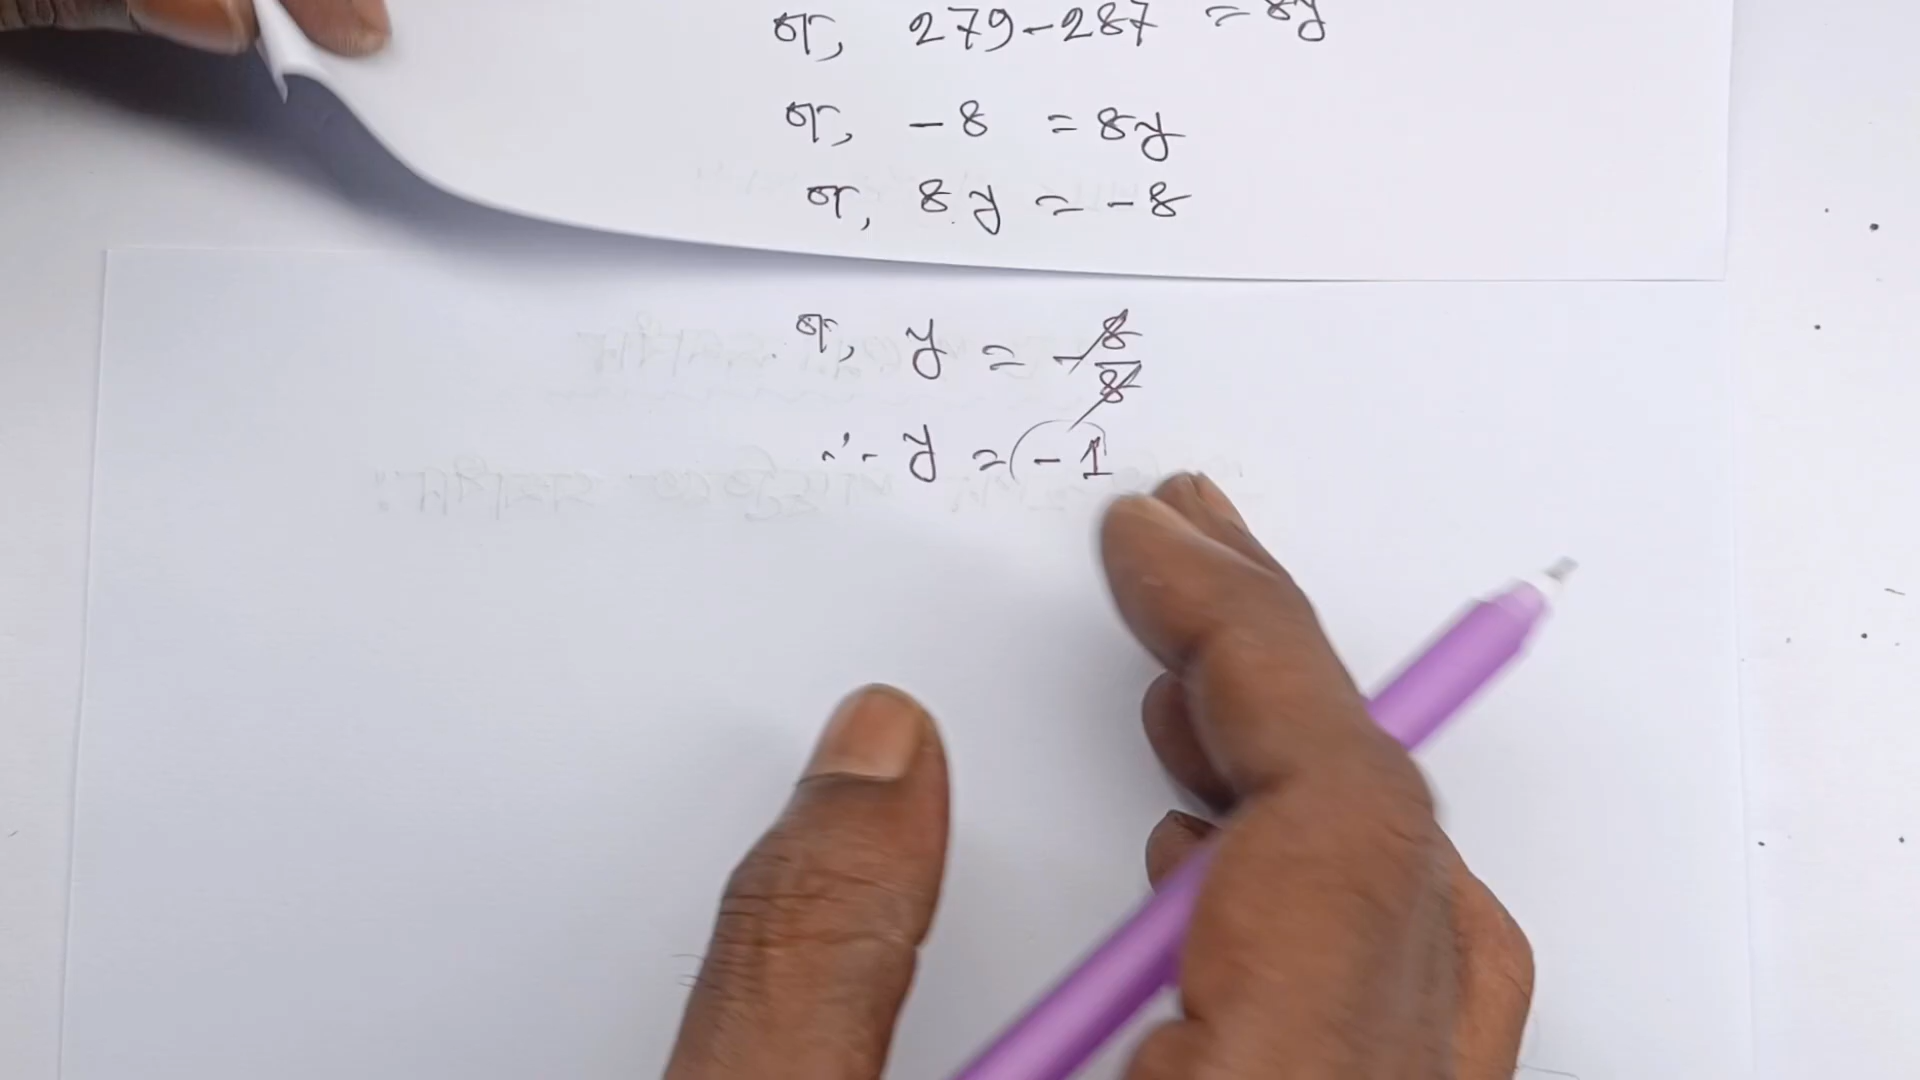 বা, 279-287 = 8y
বা, -8 = 8y
বা, 8y = -8
বা, y = -8/8
∴ y = -1